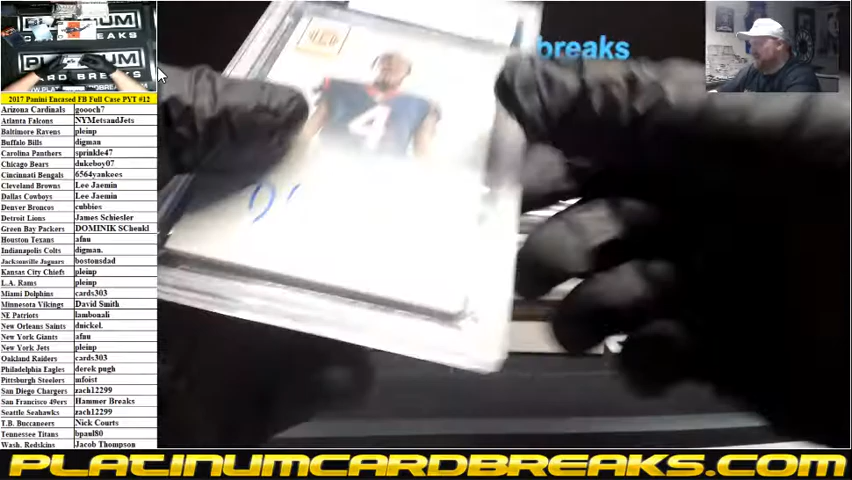 PLATINUM
CARD BREAKS
PLATINUM
CARD BREAKS
breaks
4
2017 Panini Encased FB Full Case PYT #12
Arizona Cardinals goooch7
Atlanta Falcons NYMetsandJets
Baltimore Ravens pleinp
Buffalo Bills digman
Carolina Panthers sprinkle47
Chicago Bears dukeboy07
Cincinnati Bengals 6564yankees
Cleveland Browns Lee Jaemin
Dallas Cowboys Lee Jaemin
Denver Broncos cubbies
Detroit Lions James Schiesler
Green Bay Packers DOMINIK SChenkl
Houston Texans afnu
Indianapolis Colts digman.
Jacksonville Jaguars bostonsdad
Kansas City Chiefs pleinp
L.A. Rams pleinp
Miami Dolphins cards303
Minnesota Vikings David Smith
NE Patriots lambonali
New Orleans Saints dnickel.
New York Giants afnu
New York Jets pleinp
Oakland Raiders cards303
Philadelphia Eagles derek pugh
Pittsburgh Steelers mfoist
San Diego Chargers zach12299
San Francisco 49ers Hammer Breaks
Seattle Seahawks zach12299
T.B. Buccaneers Nick Courts
Tennessee Titans bpaul80
Wash. Redskins Jacob Thompson
PLATINUMCARDBREAKS.COM